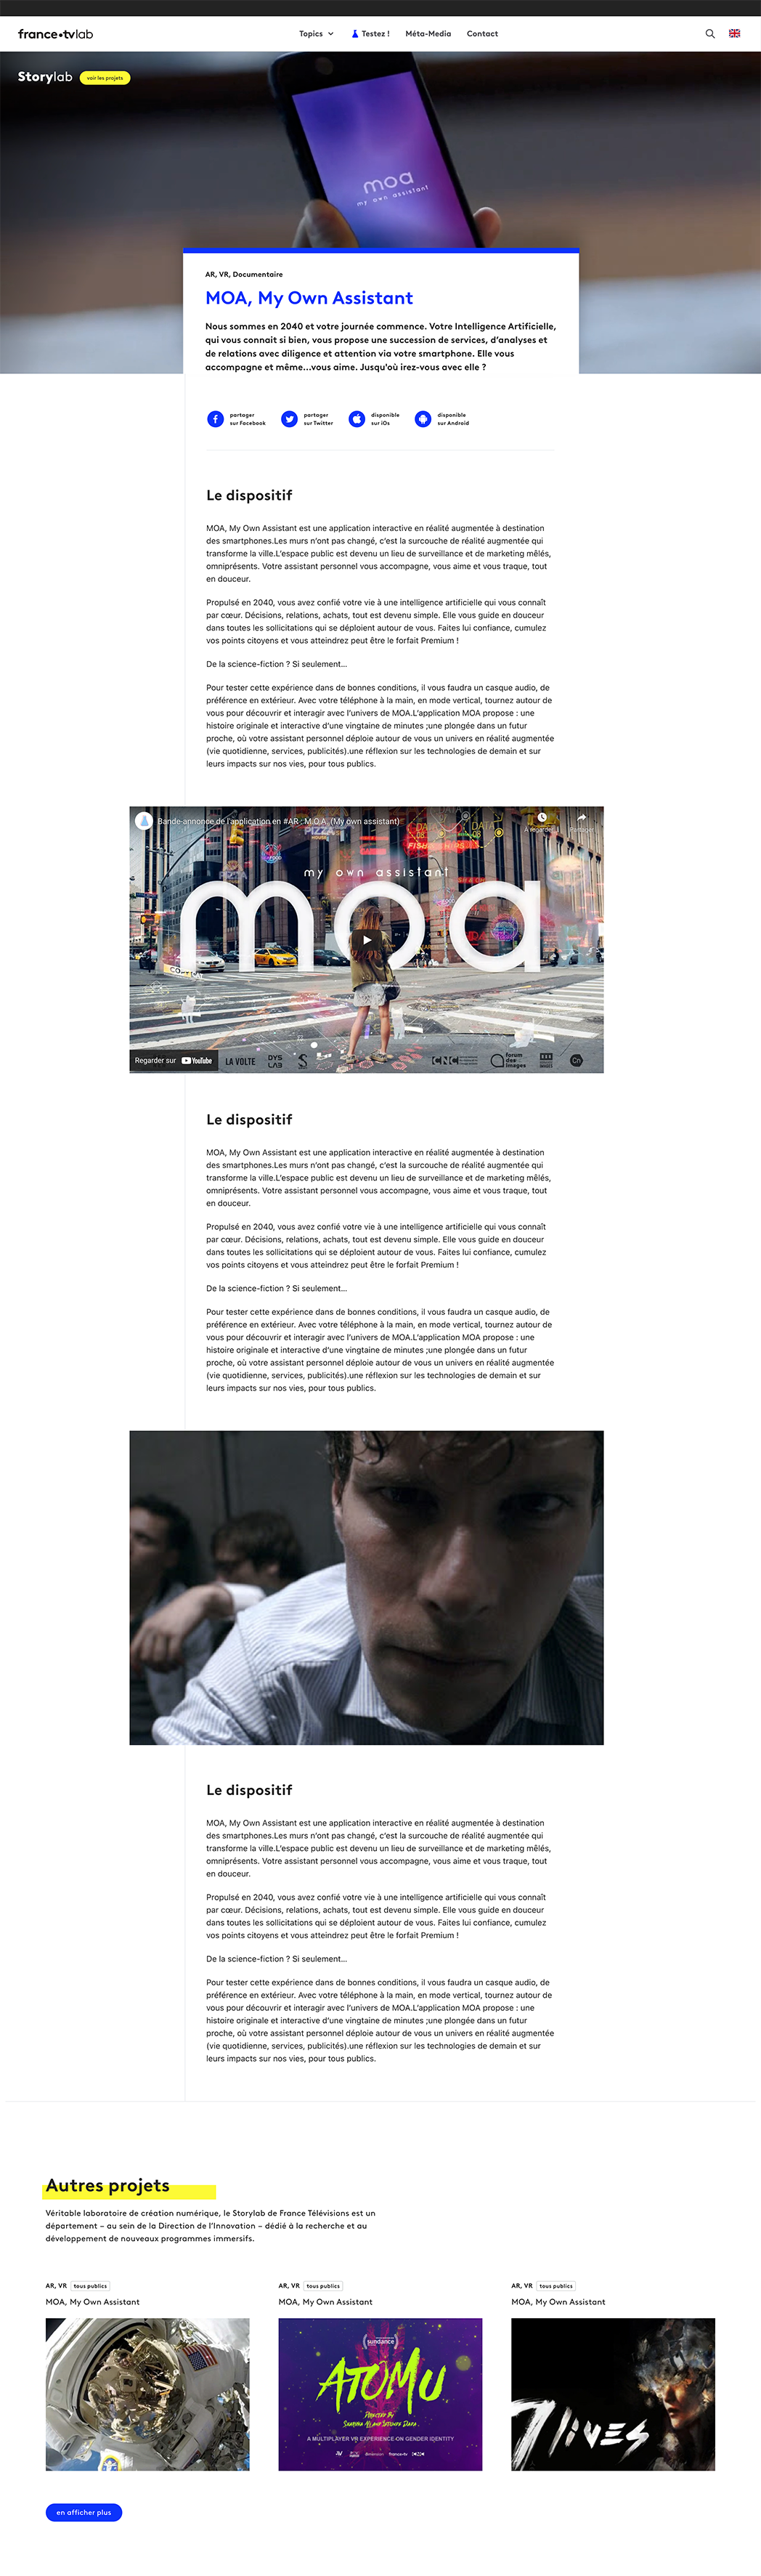 france•tvlab
Topics
Testez !
Méta-Media
Contact
Storylab
voir les projets
moa
my own assistant
AR, VR, Documentaire
MOA, My Own Assistant
Nous sommes en 2040 et votre journée commence. Votre Intelligence Artificielle,
qui vous connait si bien, vous propose une succession de services, d'analyses et
de relations avec diligence et attention via votre smartphone. Elle vous
accompagne et même...vous aime. Jusqu'où irez-vous avec elle ?
partager
sur Facebook
partager
sur Twitter
disponible
sur iOs
disponible
sur Android
Le dispositif
MOA, My Own Assistant est une application interactive en réalité augmentée à destination
des smartphones.Les murs n'ont pas changé, c'est la surcouche de réalité augmentée qui
transforme la ville.L'espace public est devenu un lieu de surveillance et de marketing mêlés,
omniprésents. Votre assistant personnel vous accompagne, vous aime et vous traque, tout
en douceur.
Propulsé en 2040, vous avez confié votre vie à une intelligence artificielle qui vous connaît
par cœur. Décisions, relations, achats, tout est devenu simple. Elle vous guide en douceur
dans toutes les sollicitations qui se déploient autour de vous. Faites lui confiance, cumulez
vos points citoyens et vous atteindrez peut être le forfait Premium !
De la science-fiction ? Si seulement...
Pour tester cette expérience dans de bonnes conditions, il vous faudra un casque audio, de
préférence en extérieur. Avec votre téléphone à la main, en mode vertical, tournez autour de
vous pour découvrir et interagir avec l'univers de MOA.L'application MOA propose : une
histoire originale et interactive d'une vingtaine de minutes ;une plongée dans un futur
proche, où votre assistant personnel déploie autour de vous un univers en réalité augmentée
(vie quotidienne, services, publicités).une réflexion sur les technologies de demain et sur
leurs impacts sur nos vies, pour tous publics.
Bande-annonce de l'application en #AR : M.O.A. (My own assistant)
PIZZA
DATA
FISH
my own assistant
moa
Regarder sur YouTube
LA VOLTE
DYS
LAB
CNC
forum
des
images
Le dispositif
MOA, My Own Assistant est une application interactive en réalité augmentée à destination
des smartphones.Les murs n'ont pas changé, c'est la surcouche de réalité augmentée qui
transforme la ville.L'espace public est devenu un lieu de surveillance et de marketing mêlés,
omniprésents. Votre assistant personnel vous accompagne, vous aime et vous traque, tout
en douceur.
Propulsé en 2040, vous avez confié votre vie à une intelligence artificielle qui vous connaît
par cœur. Décisions, relations, achats, tout est devenu simple. Elle vous guide en douceur
dans toutes les sollicitations qui se déploient autour de vous. Faites lui confiance, cumulez
vos points citoyens et vous atteindrez peut être le forfait Premium !
De la science-fiction ? Si seulement...
Pour tester cette expérience dans de bonnes conditions, il vous faudra un casque audio, de
préférence en extérieur. Avec votre téléphone à la main, en mode vertical, tournez autour de
vous pour découvrir et interagir avec l'univers de MOA.L'application MOA propose : une
histoire originale et interactive d'une vingtaine de minutes ;une plongée dans un futur
proche, où votre assistant personnel déploie autour de vous un univers en réalité augmentée
(vie quotidienne, services, publicités).une réflexion sur les technologies de demain et sur
leurs impacts sur nos vies, pour tous publics.
Le dispositif
MOA, My Own Assistant est une application interactive en réalité augmentée à destination
des smartphones.Les murs n'ont pas changé, c'est la surcouche de réalité augmentée qui
transforme la ville.L'espace public est devenu un lieu de surveillance et de marketing mêlés,
omniprésents. Votre assistant personnel vous accompagne, vous aime et vous traque, tout
en douceur.
Propulsé en 2040, vous avez confié votre vie à une intelligence artificielle qui vous connaît
par cœur. Décisions, relations, achats, tout est devenu simple. Elle vous guide en douceur
dans toutes les sollicitations qui se déploient autour de vous. Faites lui confiance, cumulez
vos points citoyens et vous atteindrez peut être le forfait Premium !
De la science-fiction ? Si seulement...
Pour tester cette expérience dans de bonnes conditions, il vous faudra un casque audio, de
préférence en extérieur. Avec votre téléphone à la main, en mode vertical, tournez autour de
vous pour découvrir et interagir avec l'univers de MOA.L'application MOA propose : une
histoire originale et interactive d'une vingtaine de minutes ;une plongée dans un futur
proche, où votre assistant personnel déploie autour de vous un univers en réalité augmentée
(vie quotidienne, services, publicités).une réflexion sur les technologies de demain et sur
leurs impacts sur nos vies, pour tous publics.
Autres projets
Véritable laboratoire de création numérique, le Storylab de France Télévisions est un
département – au sein de la Direction de l'Innovation – dédié à la recherche et au
développement de nouveaux programmes immersifs.
AR, VR tous publics
MOA, My Own Assistant
AR, VR tous publics
MOA, My Own Assistant
AR, VR tous publics
MOA, My Own Assistant
sundance
ATOMU
DIRECTED BY
A MULTIPLAYER VR EXPERIENCE ON GENDER IDENTITY
france•tv
7 lives
en afficher plus